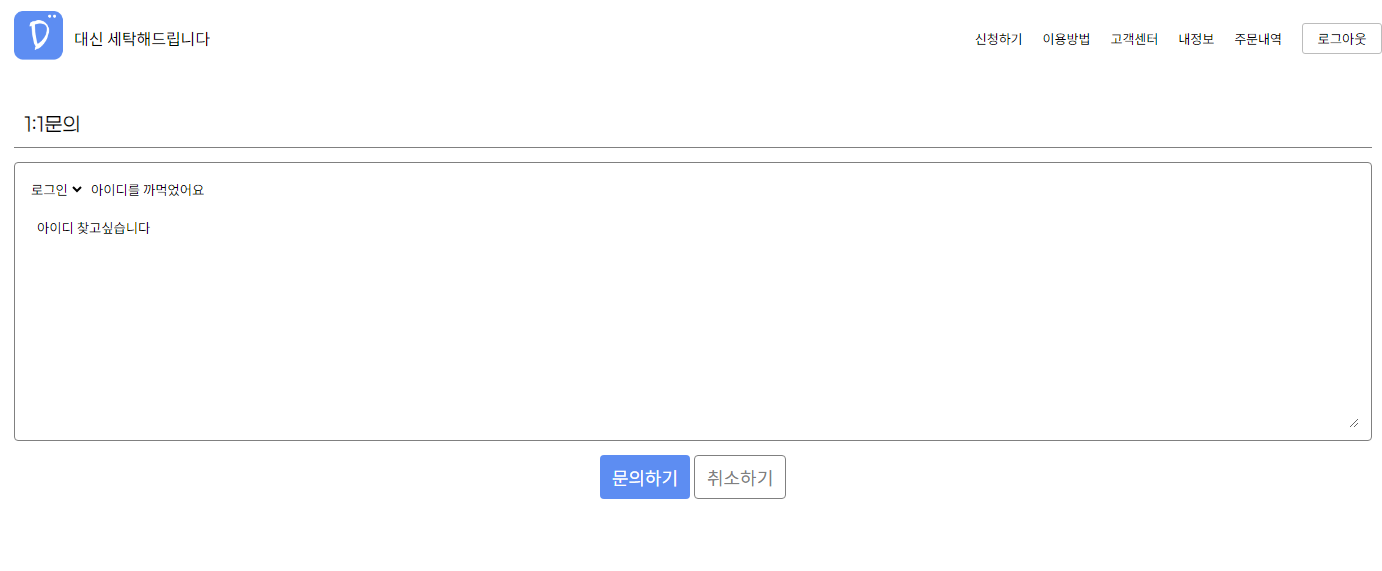 D
대신 세탁해드립니다
신청하기 이용방법 고객센터 내정보 주문내역 로그아웃
1:1문의
로그인 아이디를 까먹었어요
아이디 찾고싶습니다
문의하기 취소하기